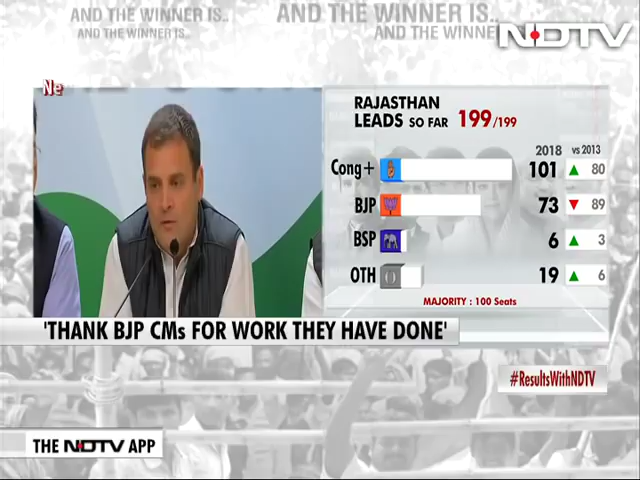 AND THE WINNER IS..
AND THE WINNER IS
AND THE WINNER IS..
AND THE WINNE
NDTV
Ne
RAJASTHAN
LEADS SO FAR 199/199
2018 vs 2013
Cong+ 101 ▲ 80
BJP 73 ▼ 89
BSP 6 ▲ 3
OTH 19 ▲ 6
MAJORITY : 100 Seats
'THANK BJP CMs FOR WORK THEY HAVE DONE'
#ResultsWithNDTV
THE NDTV APP